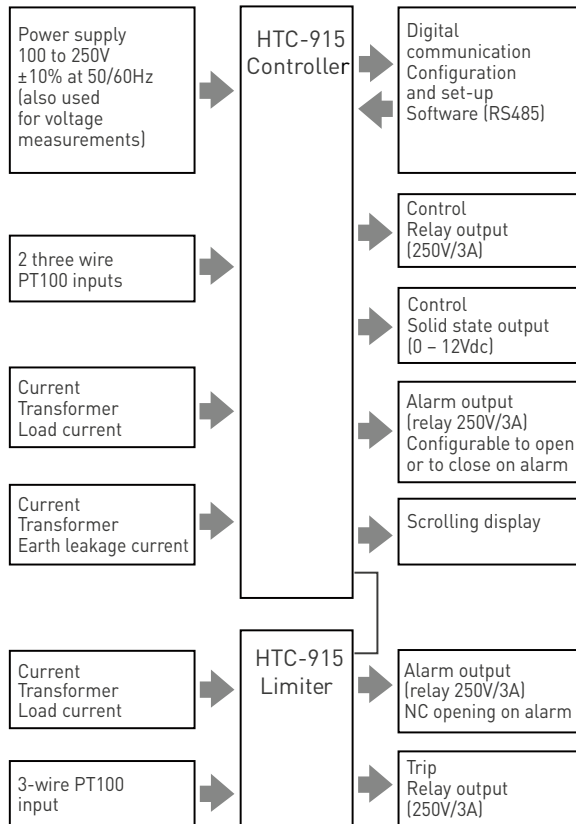 Power supply
100 to 250V
±10% at 50/60Hz
(also used
for voltage
measurements)
HTC-915
Controller
Digital
communication
Configuration
and set-up
Software (RS485)
2 three wire
PT100 inputs
Control
Relay output
(250V/3A)
Control
Solid state output
(0 – 12Vdc)
Current
Transformer
Load current
Alarm output
(relay 250V/3A)
Configurable to open
or to close on alarm
Current
Transformer
Earth leakage current
Scrolling display
Current
Transformer
Load current
HTC-915
Limiter
Alarm output
(relay 250V/3A)
NC opening on alarm
3-wire PT100
input
Trip
Relay output
(250V/3A)